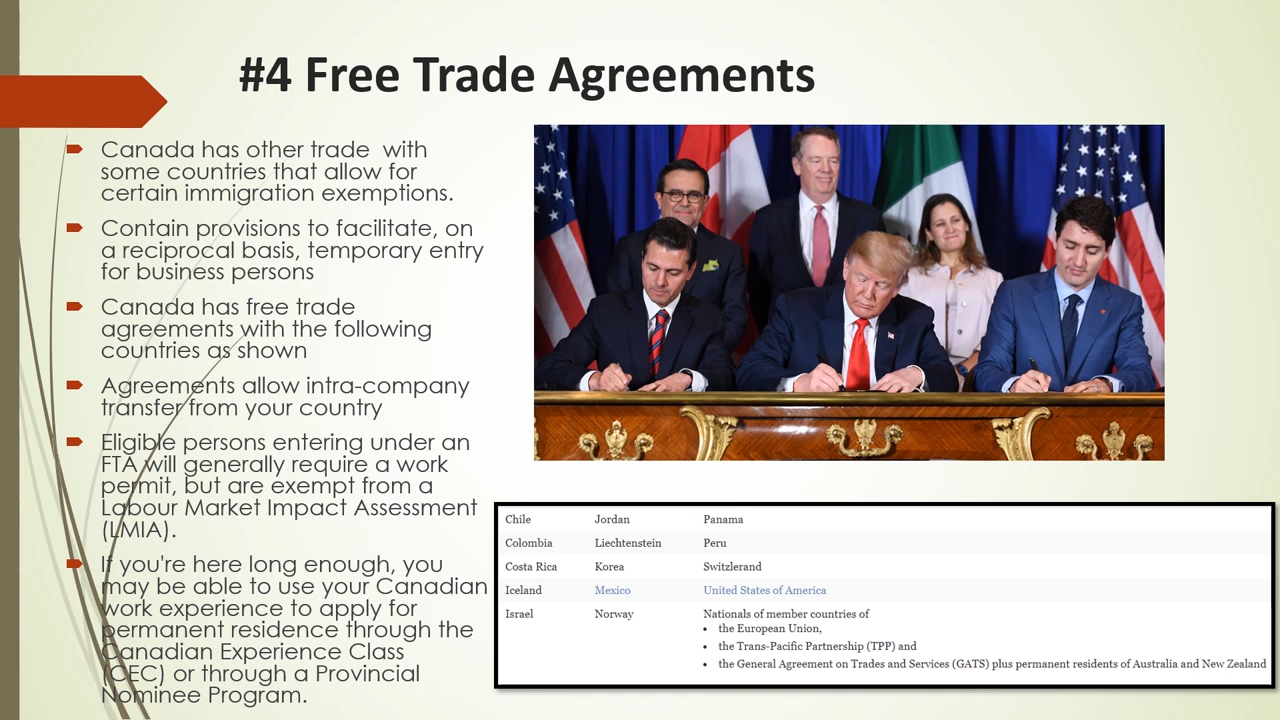 #4 Free Trade Agreements
Canada has other trade  with
some countries that allow for
certain immigration exemptions.
Contain provisions to facilitate, on
a reciprocal basis, temporary entry
for business persons
Canada has free trade
agreements with the following
countries as shown
Agreements allow intra-company
transfer from your country
Eligible persons entering under an
FTA will generally require a work
permit, but are exempt from a
Labour Market Impact Assessment
(LMIA).
If you're here long enough, you
may be able to use your Canadian
work experience to apply for
permanent residence through the
Canadian Experience Class
(CEC) or through a Provincial
Nominee Program.
Chile Jordan Panama
Colombia Liechtenstein Peru
Costa Rica Korea Switzlerand
Iceland Mexico United States of America
Israel Norway Nationals of member countries of
the European Union,
the Trans-Pacific Partnership (TPP) and
the General Agreement on Trades and Services (GATS) plus permanent residents of Australia and New Zealand